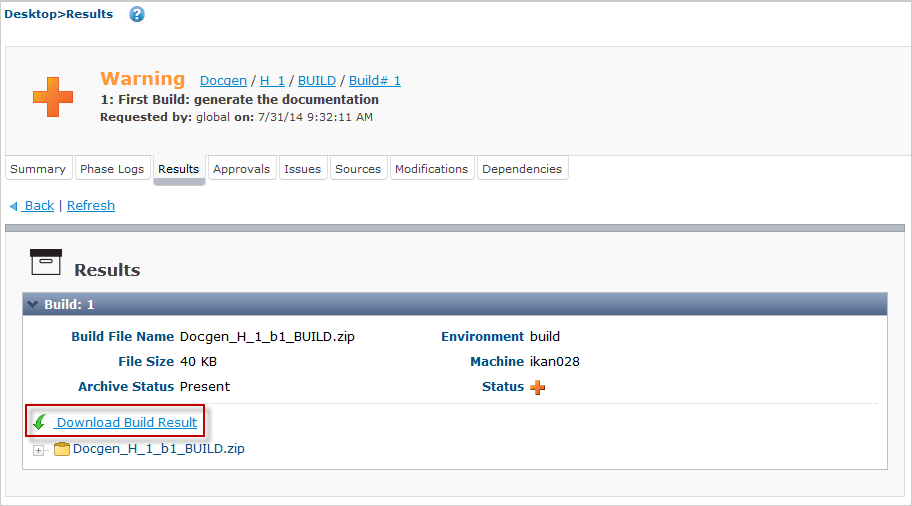 Desktop>Results ?
Warning Docgen / H_1 / BUILD / Build# 1
1: First Build: generate the documentation
Requested by: global on: 7/31/14 9:32:11 AM
Summary Phase Logs Results Approvals Issues Sources Modifications Dependencies
Back | Refresh
Results
Build: 1
Build File Name Docgen_H_1_b1_BUILD.zip Environment build
File Size 40 KB Machine ikan028
Archive Status Present Status
Download Build Result
Docgen_H_1_b1_BUILD.zip